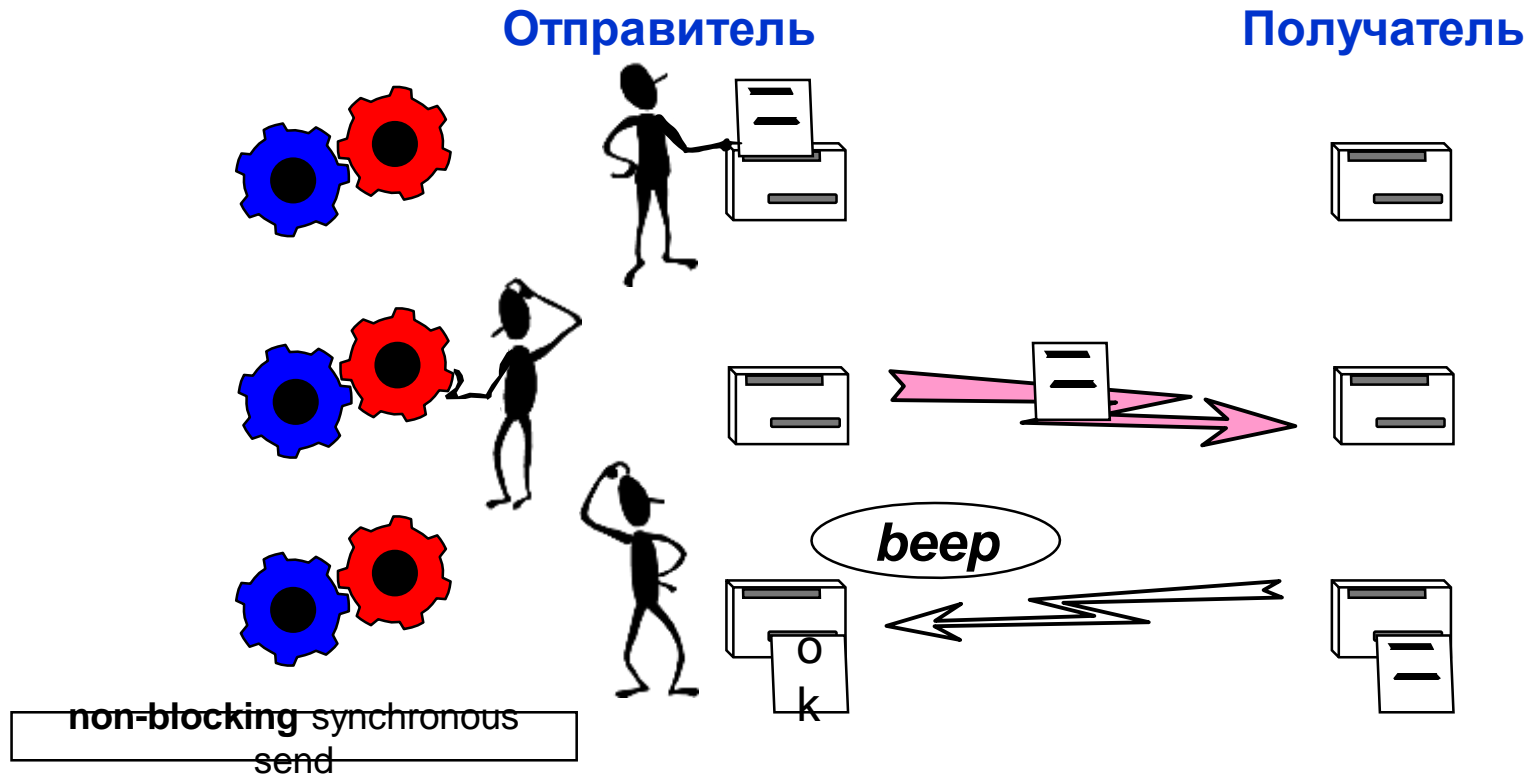 Отправитель
Получатель
beep
o
k
non-blocking synchronous
send